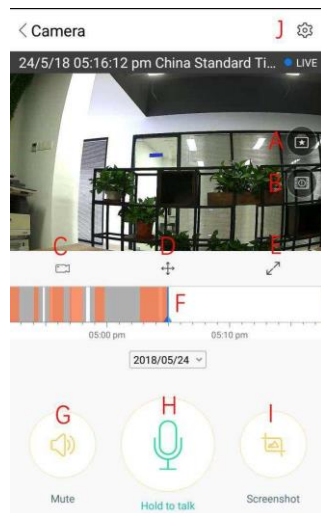 Camera J
24/5/18 05:16:12 pm China Standard Ti... LIVE
A
B
C D E
F
05:00 pm 05:10 pm
2018/05/24
G H I
Mute Hold to talk Screenshot